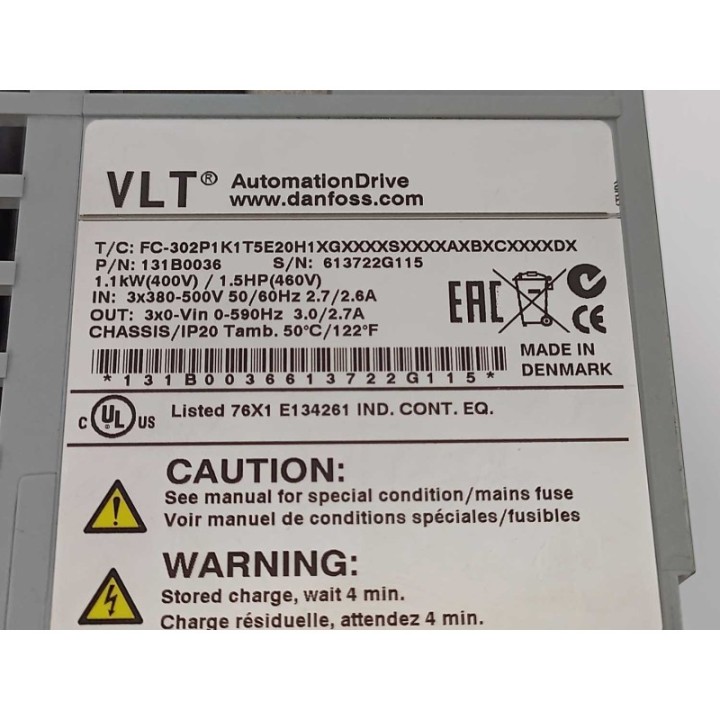 VLT® AutomationDrive
www.danfoss.com
T/C: FC-302P1K1T5E20H1XGXXXXSXXXXAXBXCXXXXDX
P/N: 131B0036 S/N: 613722G115
1.1kW(400V) / 1.5HP(460V)
IN: 3x380-500V 50/60Hz 2.7/2.6A
OUT: 3x0-Vin 0-590Hz 3.0/2.7A
CHASSIS/IP20 Tamb. 50°C/122°F
EAC
CE
*131B0036613722G115*
MADE IN
DENMARK
c UL US Listed 76X1 E134261 IND. CONT. EQ.
CAUTION:
See manual for special condition/mains fuse
Voir manuel de conditions spéciales/fusibles
WARNING:
Stored charge, wait 4 min.
Charge résiduelle, attendez 4 min.